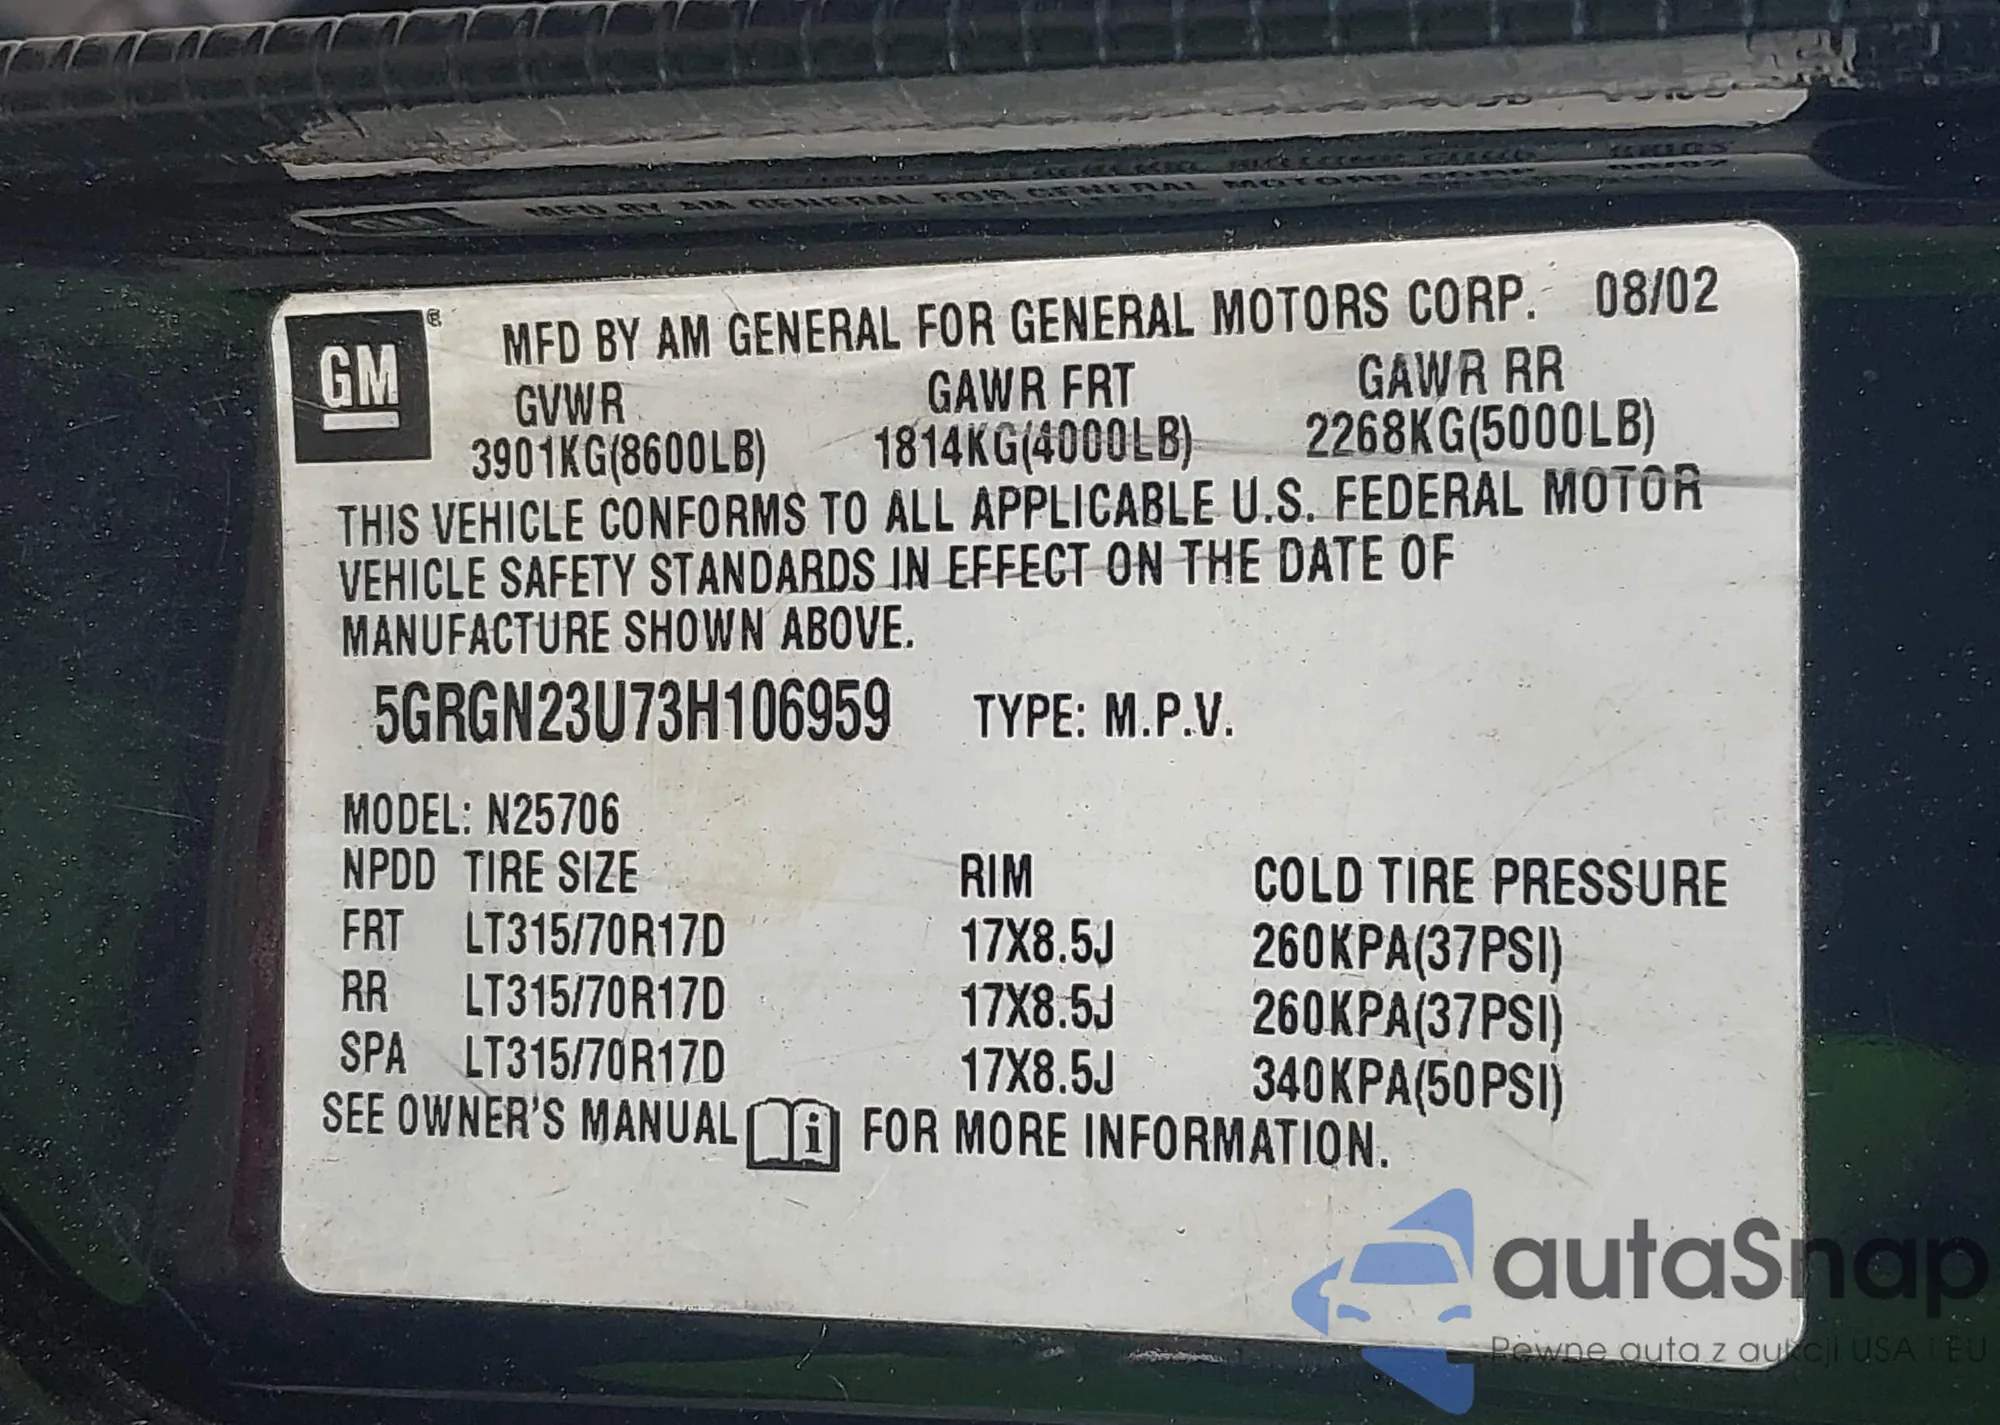 GM®
MFD BY AM GENERAL FOR GENERAL MOTORS CORP. 08/02
GVWR GAWR FRT GAWR RR
3901KG(8600LB) 1814KG(4000LB) 2268KG(5000LB)
THIS VEHICLE CONFORMS TO ALL APPLICABLE U.S. FEDERAL MOTOR
VEHICLE SAFETY STANDARDS IN EFFECT ON THE DATE OF
MANUFACTURE SHOWN ABOVE.
5GRGN23U73H106959 TYPE: M.P.V.
MODEL: N25706
NPDD TIRE SIZE RIM COLD TIRE PRESSURE
FRT LT315/70R17D 17X8.5J 260KPA(37PSI)
RR LT315/70R17D 17X8.5J 260KPA(37PSI)
SPA LT315/70R17D 17X8.5J 340KPA(50PSI)
SEE OWNER'S MANUAL i FOR MORE INFORMATION.
autaSnap
Pewne auta z aukcji USA i EU